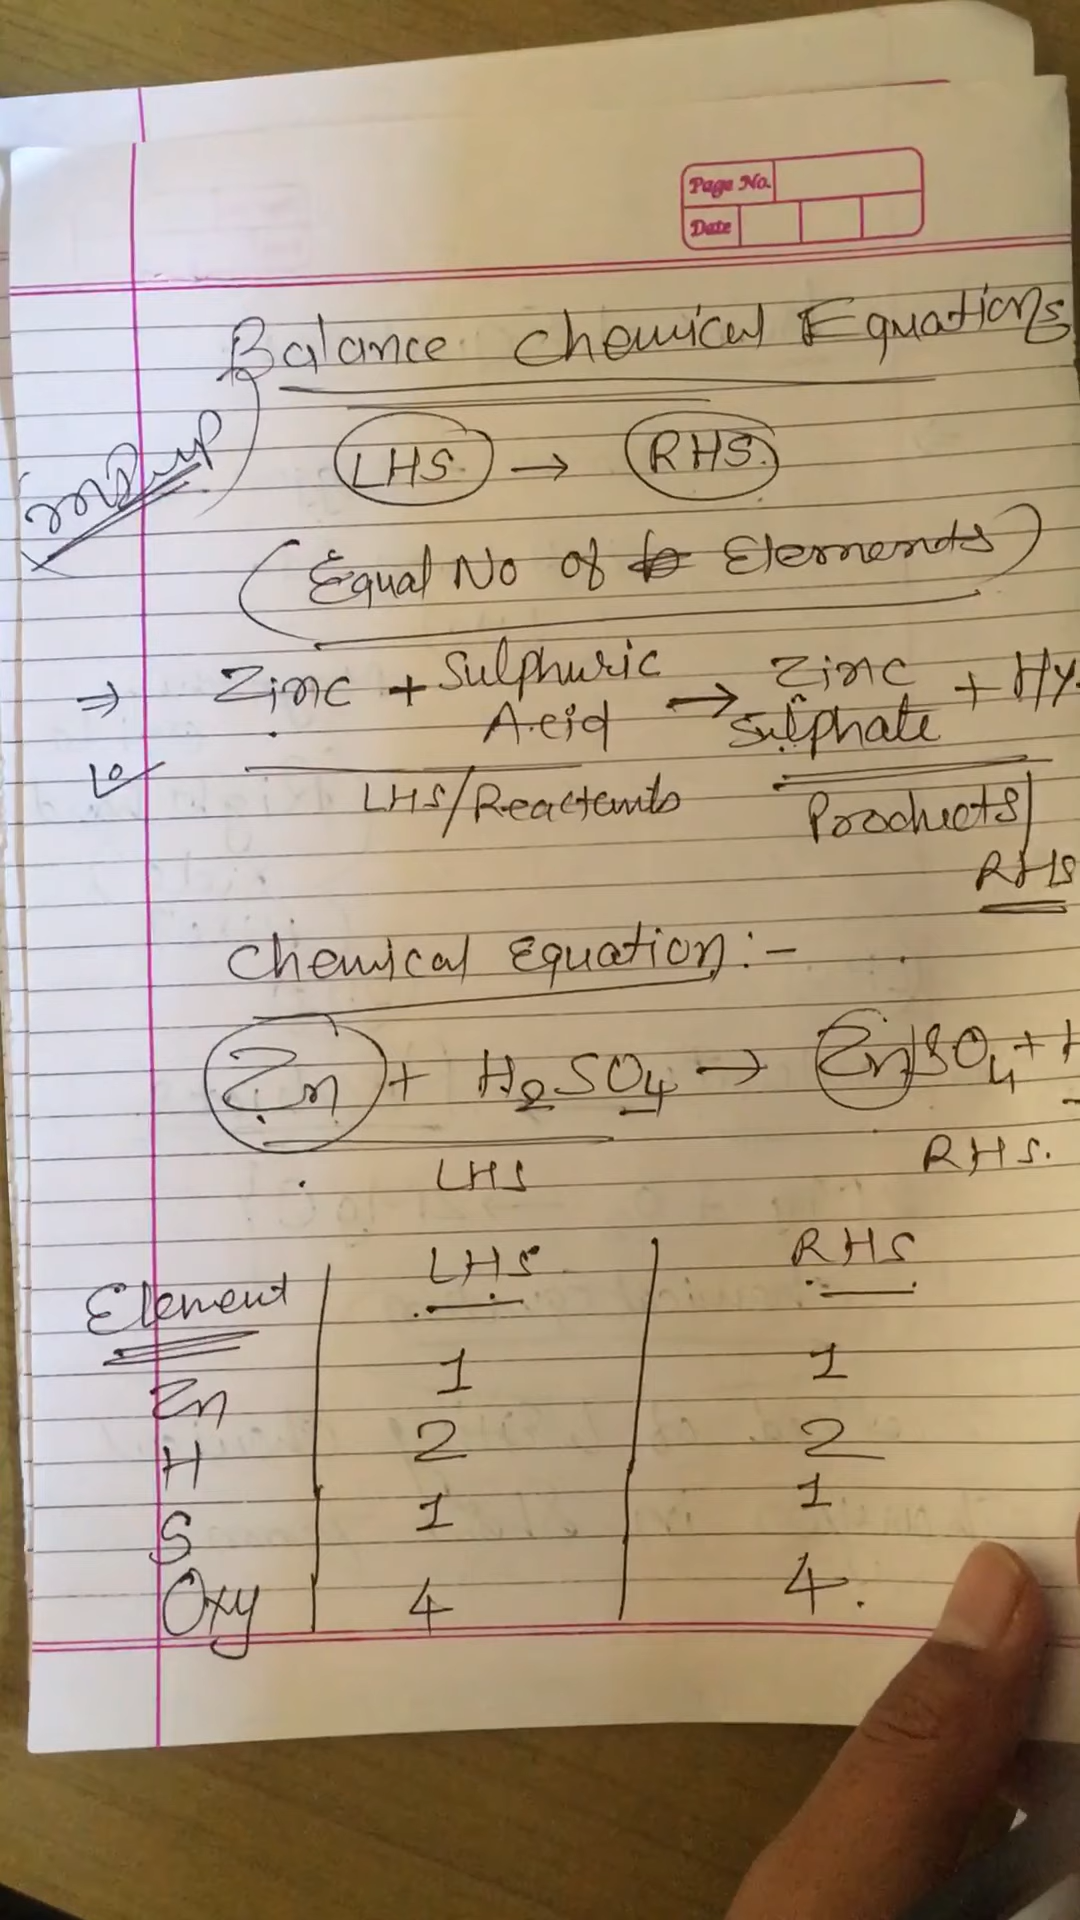 Page No.
Date
Balance Chemical Equations
LHS → RHS
(Equal No of Elements)
⇒ Zinc + Sulphuric Acid → Zinc Sulphate + Hy
LHS/Reactants
Products/
RHS
Chemical Equation:-
Zn + H₂SO₄ → ZnSO₄ + H
LHS
RHS.
Element LHS RHS
Zn 1 1
H 2 2
S 1 1
Oxy 4 4.